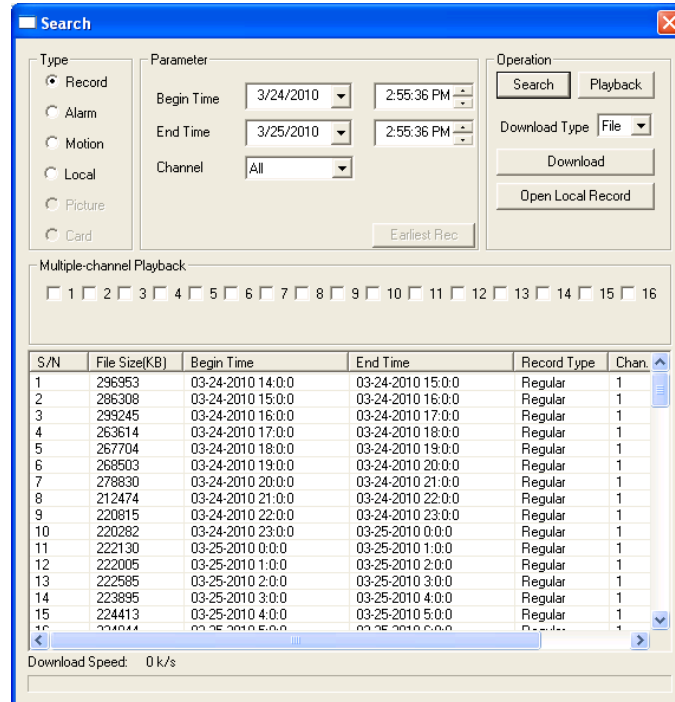 Search
Type
Parameter
Operation
Record
Alarm
Motion
Local
Picture
Card
Begin Time 3/24/2010 2:55:36 PM
End Time 3/25/2010 2:55:36 PM
Channel All
Earliest Rec
Search Playback
Download Type File
Download
Open Local Record
Multiple-channel Playback
1 2 3 4 5 6 7 8 9 10 11 12 13 14 15 16
S/N File Size(KB) Begin Time End Time Record Type Chan.
1 296953 03-24-2010 14:0:0 03-24-2010 15:0:0 Regular 1
2 286308 03-24-2010 15:0:0 03-24-2010 16:0:0 Regular 1
3 299245 03-24-2010 16:0:0 03-24-2010 17:0:0 Regular 1
4 263614 03-24-2010 17:0:0 03-24-2010 18:0:0 Regular 1
5 267704 03-24-2010 18:0:0 03-24-2010 19:0:0 Regular 1
6 268503 03-24-2010 19:0:0 03-24-2010 20:0:0 Regular 1
7 278830 03-24-2010 20:0:0 03-24-2010 21:0:0 Regular 1
8 212474 03-24-2010 21:0:0 03-24-2010 22:0:0 Regular 1
9 220815 03-24-2010 22:0:0 03-24-2010 23:0:0 Regular 1
10 220282 03-24-2010 23:0:0 03-25-2010 0:0:0 Regular 1
11 222130 03-25-2010 0:0:0 03-25-2010 1:0:0 Regular 1
12 222005 03-25-2010 1:0:0 03-25-2010 2:0:0 Regular 1
13 222585 03-25-2010 2:0:0 03-25-2010 3:0:0 Regular 1
14 223895 03-25-2010 3:0:0 03-25-2010 4:0:0 Regular 1
15 224413 03-25-2010 4:0:0 03-25-2010 5:0:0 Regular 1
Download Speed: 0 k/s